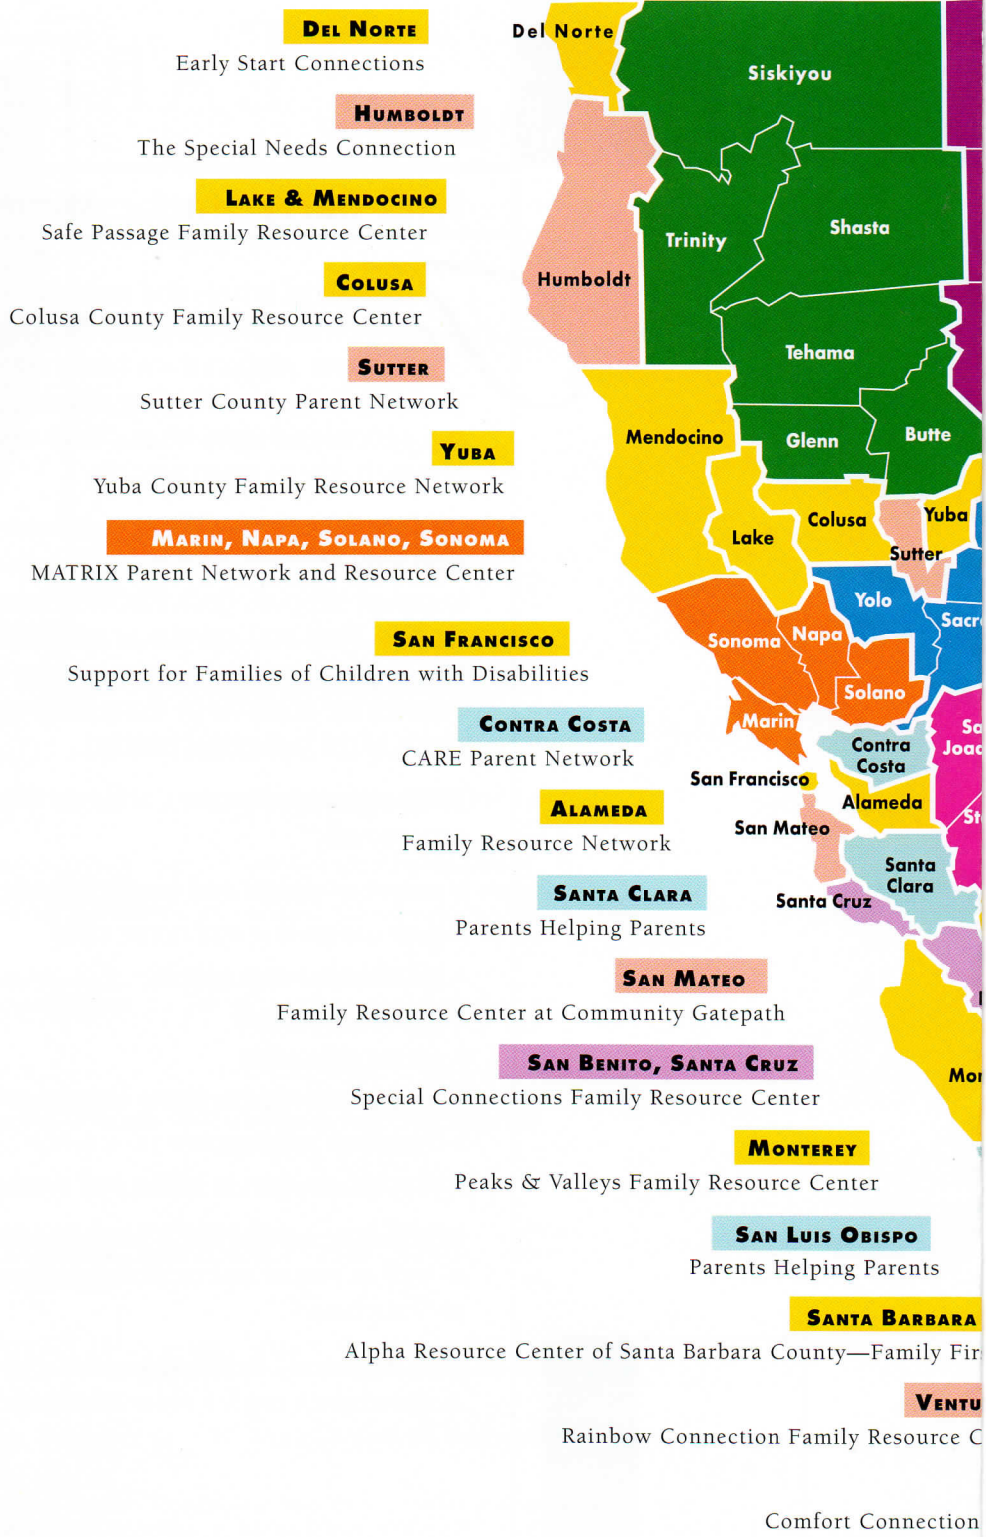 DEL NORTE
Early Start Connections
HUMBOLDT
The Special Needs Connection
LAKE & MENDOCINO
Safe Passage Family Resource Center
COLUSA
Colusa County Family Resource Center
SUTTER
Sutter County Parent Network
YUBA
Yuba County Family Resource Network
MARIN, NAPA, SOLANO, SONOMA
MATRIX Parent Network and Resource Center
SAN FRANCISCO
Support for Families of Children with Disabilities
CONTRA COSTA
CARE Parent Network
ALAMEDA
Family Resource Network
SANTA CLARA
Parents Helping Parents
SAN MATEO
Family Resource Center at Community Gatepath
SAN BENITO, SANTA CRUZ
Special Connections Family Resource Center
MONTEREY
Peaks & Valleys Family Resource Center
SAN LUIS OBISPO
Parents Helping Parents
SANTA BARBARA
Alpha Resource Center of Santa Barbara County—Family Fir
VENTU
Rainbow Connection Family Resource C
Comfort Connection
Del Norte
Siskiyou
Trinity
Shasta
Humboldt
Tehama
Mendocino
Glenn
Butte
Lake
Colusa
Yuba
Sutter
Yolo
Sacr
Sonoma
Napa
Solano
Marin
Contra
Costa
Sa
Joac
San Francisco
Alameda
San Mateo
St
Santa
Clara
Santa Cruz
Mo